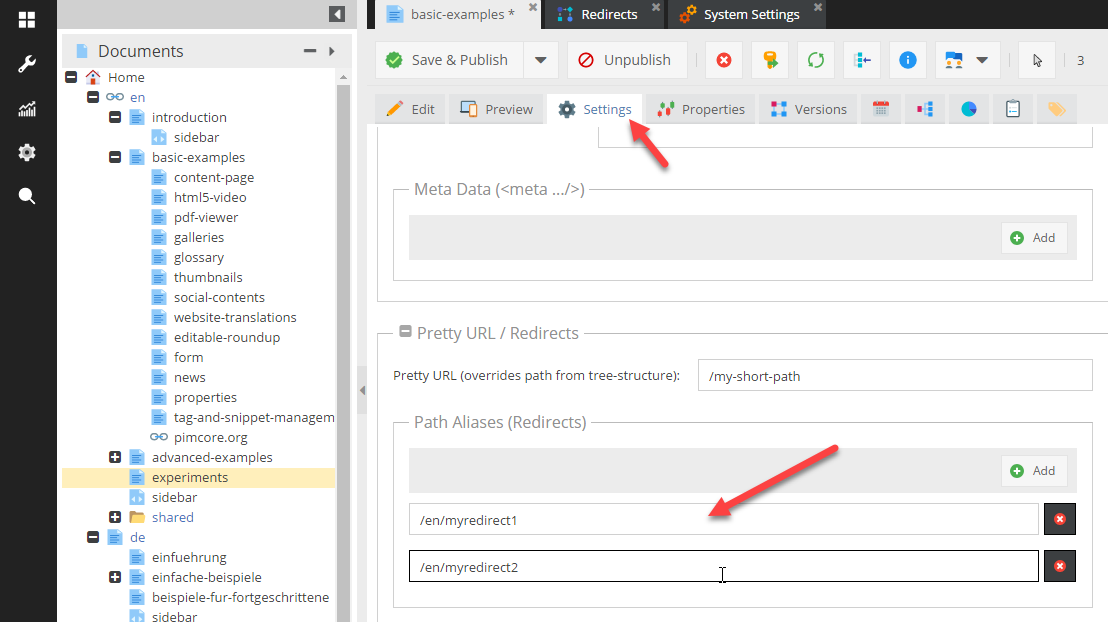 basic-examples *
Redirects
System Settings
Documents
Save & Publish
Unpublish
3
Edit
Preview
Settings
Properties
Versions
Home
en
introduction
sidebar
basic-examples
content-page
html5-video
pdf-viewer
galleries
glossary
thumbnails
social-contents
website-translations
editable-roundup
form
news
properties
tag-and-snippet-managem
pimcore.org
advanced-examples
experiments
sidebar
shared
de
einfuehrung
einfache-beispiele
beispiele-fur-fortgeschrittene
sidebar
Meta Data (<meta .../>)
Add
Pretty URL / Redirects
Pretty URL (overrides path from tree-structure):
/my-short-path
Path Aliases (Redirects)
Add
/en/myredirect1
/en/myredirect2